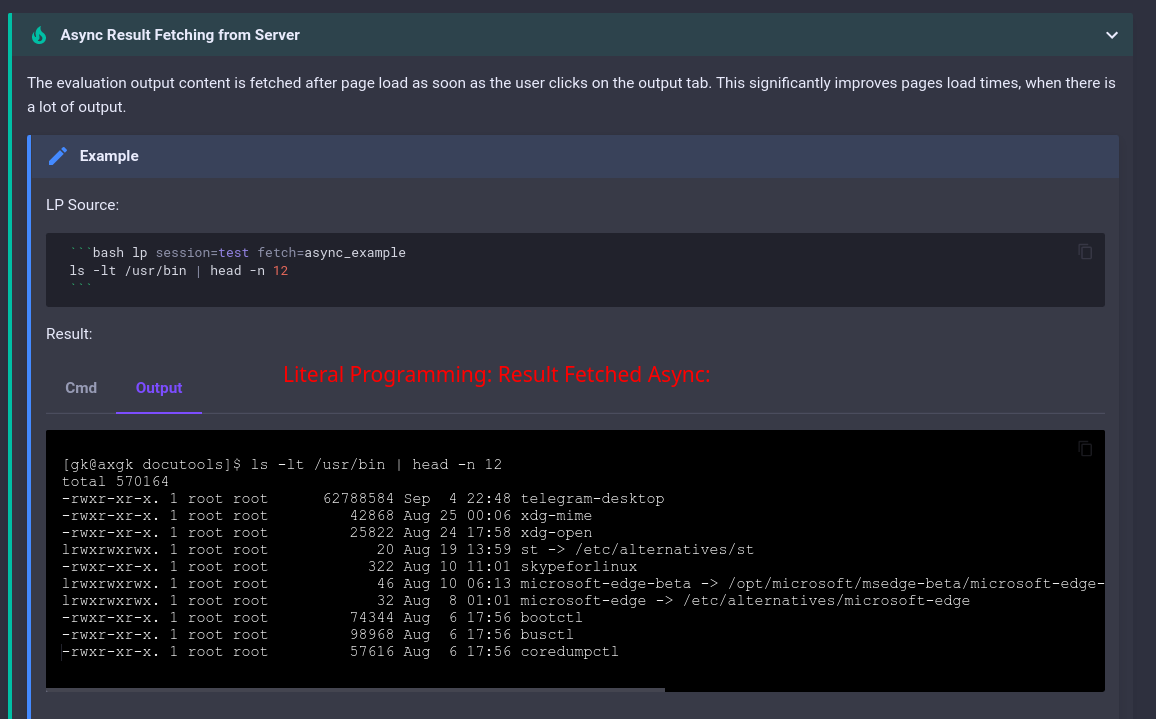 Async Result Fetching from Server
The evaluation output content is fetched after page load as soon as the user clicks on the output tab. This significantly improves pages load times, when there is
a lot of output.
Example
LP Source:
```bash lp session=test fetch=async_example
ls -lt /usr/bin | head -n 12
```
Result:
Literal Programming: Result Fetched Async:
Cmd Output
[gk@axgk docutools]$ ls -lt /usr/bin | head -n 12
total 570164
-rwxr-xr-x. 1 root root      62788584 Sep  4 22:48 telegram-desktop
-rwxr-xr-x. 1 root root         42868 Aug 25 00:06 xdg-mime
-rwxr-xr-x. 1 root root         25822 Aug 24 17:58 xdg-open
lrwxrwxrwx. 1 root root            20 Aug 19 13:59 st -> /etc/alternatives/st
-rwxr-xr-x. 1 root root           322 Aug 10 11:01 skypeforlinux
lrwxrwxrwx. 1 root root            46 Aug 10 06:13 microsoft-edge-beta -> /opt/microsoft/msedge-beta/microsoft-edge-
lrwxrwxrwx. 1 root root            32 Aug  8 01:01 microsoft-edge -> /etc/alternatives/microsoft-edge
-rwxr-xr-x. 1 root root         74344 Aug  6 17:56 bootctl
-rwxr-xr-x. 1 root root         98968 Aug  6 17:56 busctl
-rwxr-xr-x. 1 root root         57616 Aug  6 17:56 coredumpctl